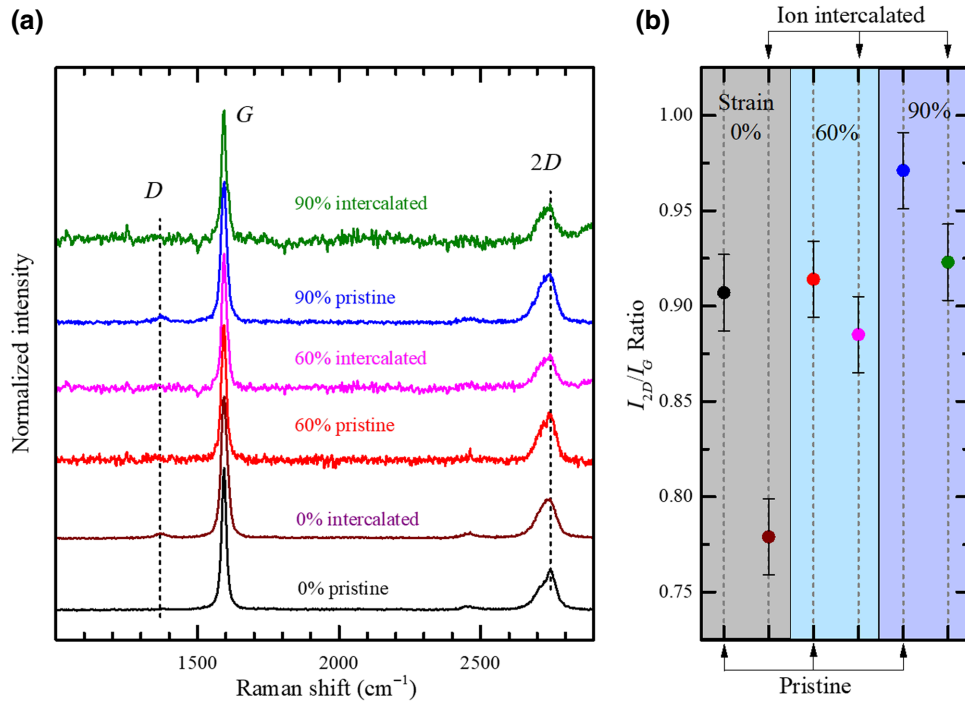 (a)
D
G
2D
90% intercalated
90% pristine
60% intercalated
60% pristine
0% intercalated
0% pristine
Normalized intensity
1500
2000
2500
Raman shift (cm⁻¹)
(b)
Ion intercalated
Strain
0%
60%
90%
1.00
0.95
0.90
0.85
0.80
0.75
I2D/IG Ratio
Pristine